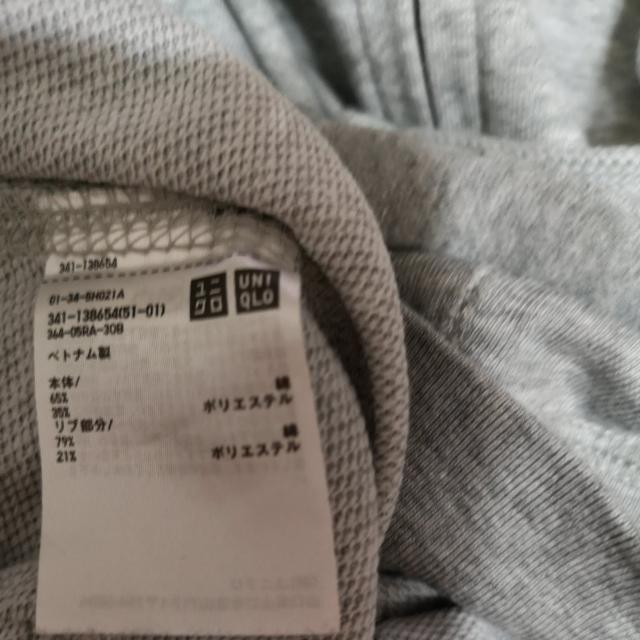 341-138654
01-34-SH021A
341-138654(51-01)
364-05RA-30B
ユニ
クロ
UNI
QLO
ベトナム製
本体/
65% 綿
35% ポリエステル
リブ部分/
79% 綿
21% ポリエステル